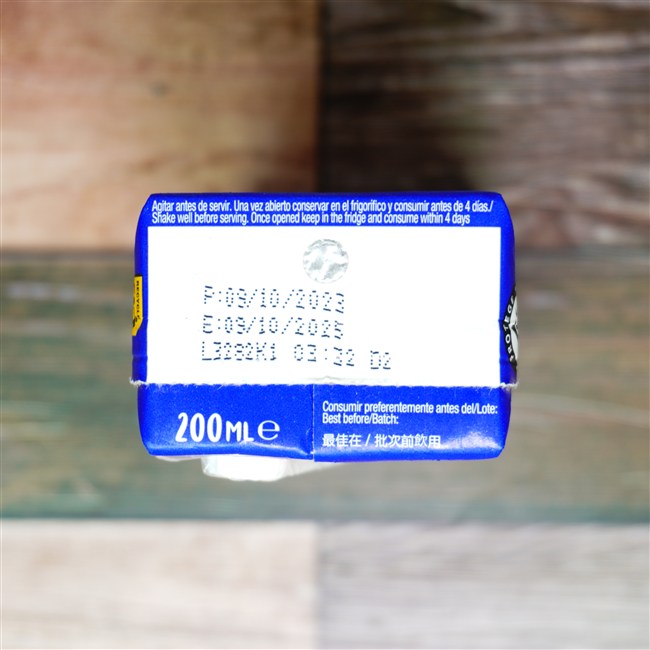 Agitar antes de servir. Una vez abierto conservar en el frigorífico y consumir antes de 4 días./
Shake well before serving. Once opened keep in the fridge and consume within 4 days
P:09/10/2023
E:09/10/2025
L3282K1 03:32 D2
200ML e
Consumir preferentemente antes del/Lote:
Best before/Batch:
最佳在 / 批次前飲用